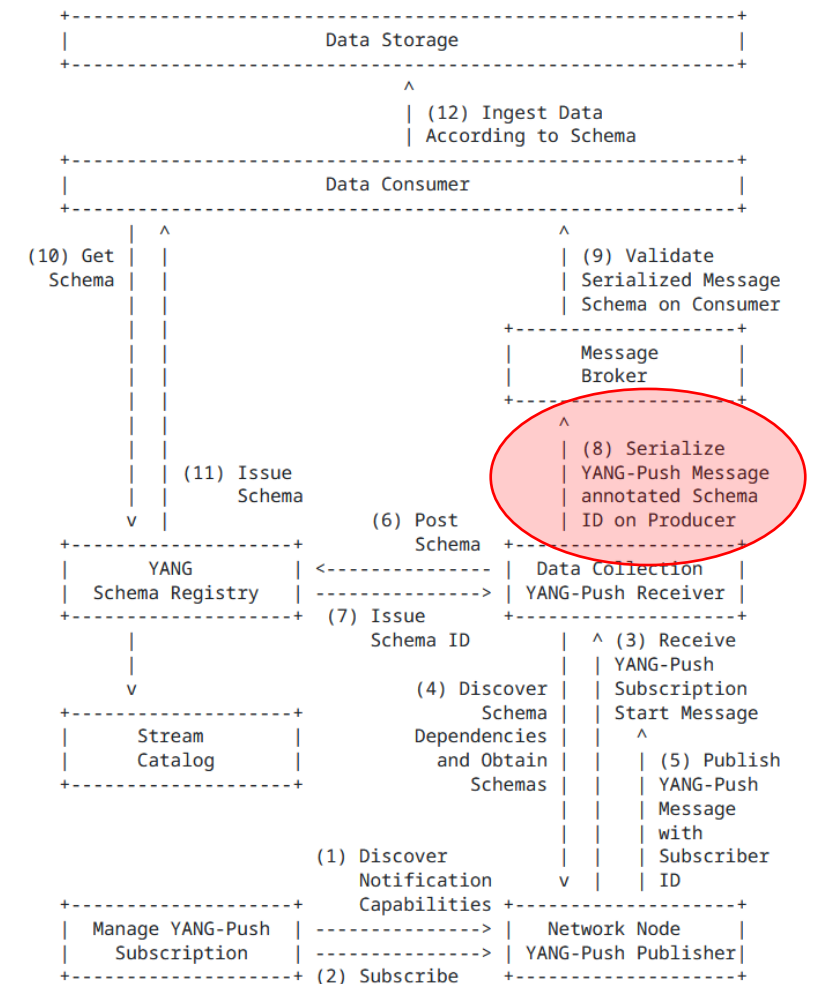 +------------------------------------------------------------+
|                       Data Storage                         |
+------------------------------------------------------------+
                               ^
                               | (12) Ingest Data
                               | According to Schema
+------------------------------------------------------------+
|                       Data Consumer                        |
+------------------------------------------------------------+
      |  ^                                   ^
(10) Get |  |                                   | (9) Validate
  Schema |  |                                   | Serialized Message
      |  |                                   | Schema on Consumer
      |  |                              +--------------------+
      |  |                              |      Message       |
      |  |                              |      Broker        |
      |  |                              +--------------------+
      |  |                                   ^
      |  |                                   | (8) Serialize
      |  | (11) Issue                        | YANG-Push Message
      |  |      Schema                       | annotated Schema
      v  |                  (6) Post         | ID on Producer
+--------------------+          Schema  +--------------------+
|       YANG         | <--------------- |  Data Collection   |
|  Schema Registry   | ---------------> | YANG-Push Receiver |
+--------------------+  (7) Issue       +--------------------+
      |                     Schema ID        |  ^ (3) Receive
      |                                      |  | YANG-Push
      v                         (4) Discover |  | Subscription
+--------------------+                Schema |  | Start Message
|      Stream        |          Dependencies |  |   ^
|      Catalog       |            and Obtain |  |   | (5) Publish
+--------------------+               Schemas |  |   | YANG-Push
                                             |  |   | Message
                                             |  |   | with
                       (1) Discover          |  |   | Subscriber
                           Notification      v  |   | ID
+--------------------+     Capabilities +--------------------+
|  Manage YANG-Push  | ---------------> |   Network Node     |
|    Subscription    | ---------------> | YANG-Push Publisher|
+--------------------+ (2) Subscribe    +--------------------+